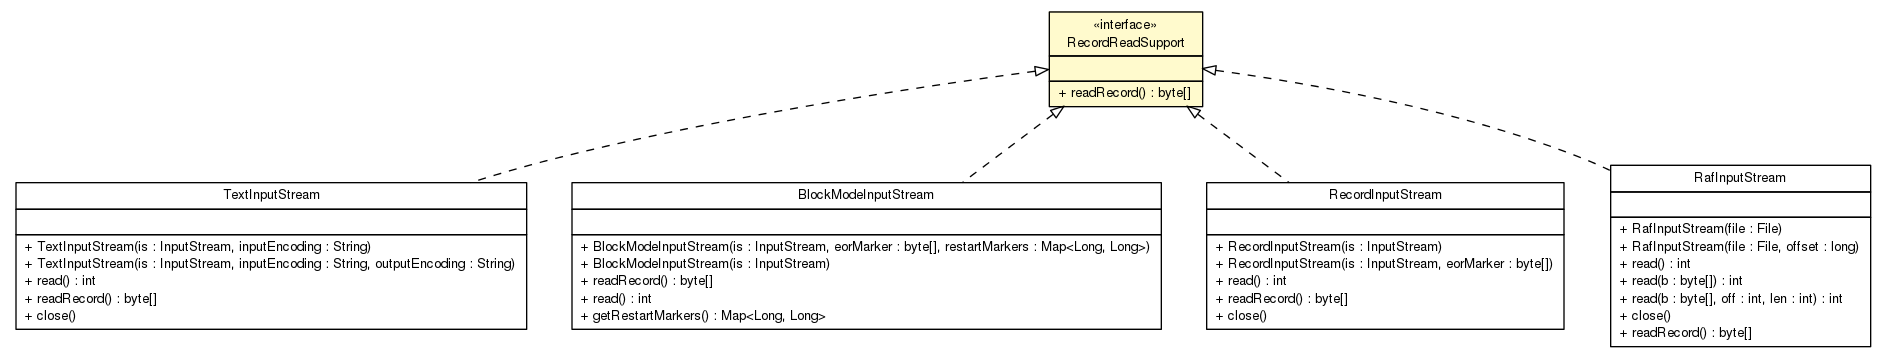 «interface»
RecordReadSupport
+ readRecord() : byte[]
TextInputStream
+ TextInputStream(is : InputStream, inputEncoding : String)
+ TextInputStream(is : InputStream, inputEncoding : String, outputEncoding : String)
+ read() : int
+ readRecord() : byte[]
+ close()
BlockModeInputStream
+ BlockModeInputStream(is : InputStream, eorMarker : byte[], restartMarkers : Map<Long, Long>)
+ BlockModeInputStream(is : InputStream)
+ readRecord() : byte[]
+ read() : int
+ getRestartMarkers() : Map<Long, Long>
RecordInputStream
+ RecordInputStream(is : InputStream)
+ RecordInputStream(is : InputStream, eorMarker : byte[])
+ read() : int
+ readRecord() : byte[]
+ close()
RafInputStream
+ RafInputStream(file : File)
+ RafInputStream(file : File, offset : long)
+ read() : int
+ read(b : byte[]) : int
+ read(b : byte[], off : int, len : int) : int
+ close()
+ readRecord() : byte[]